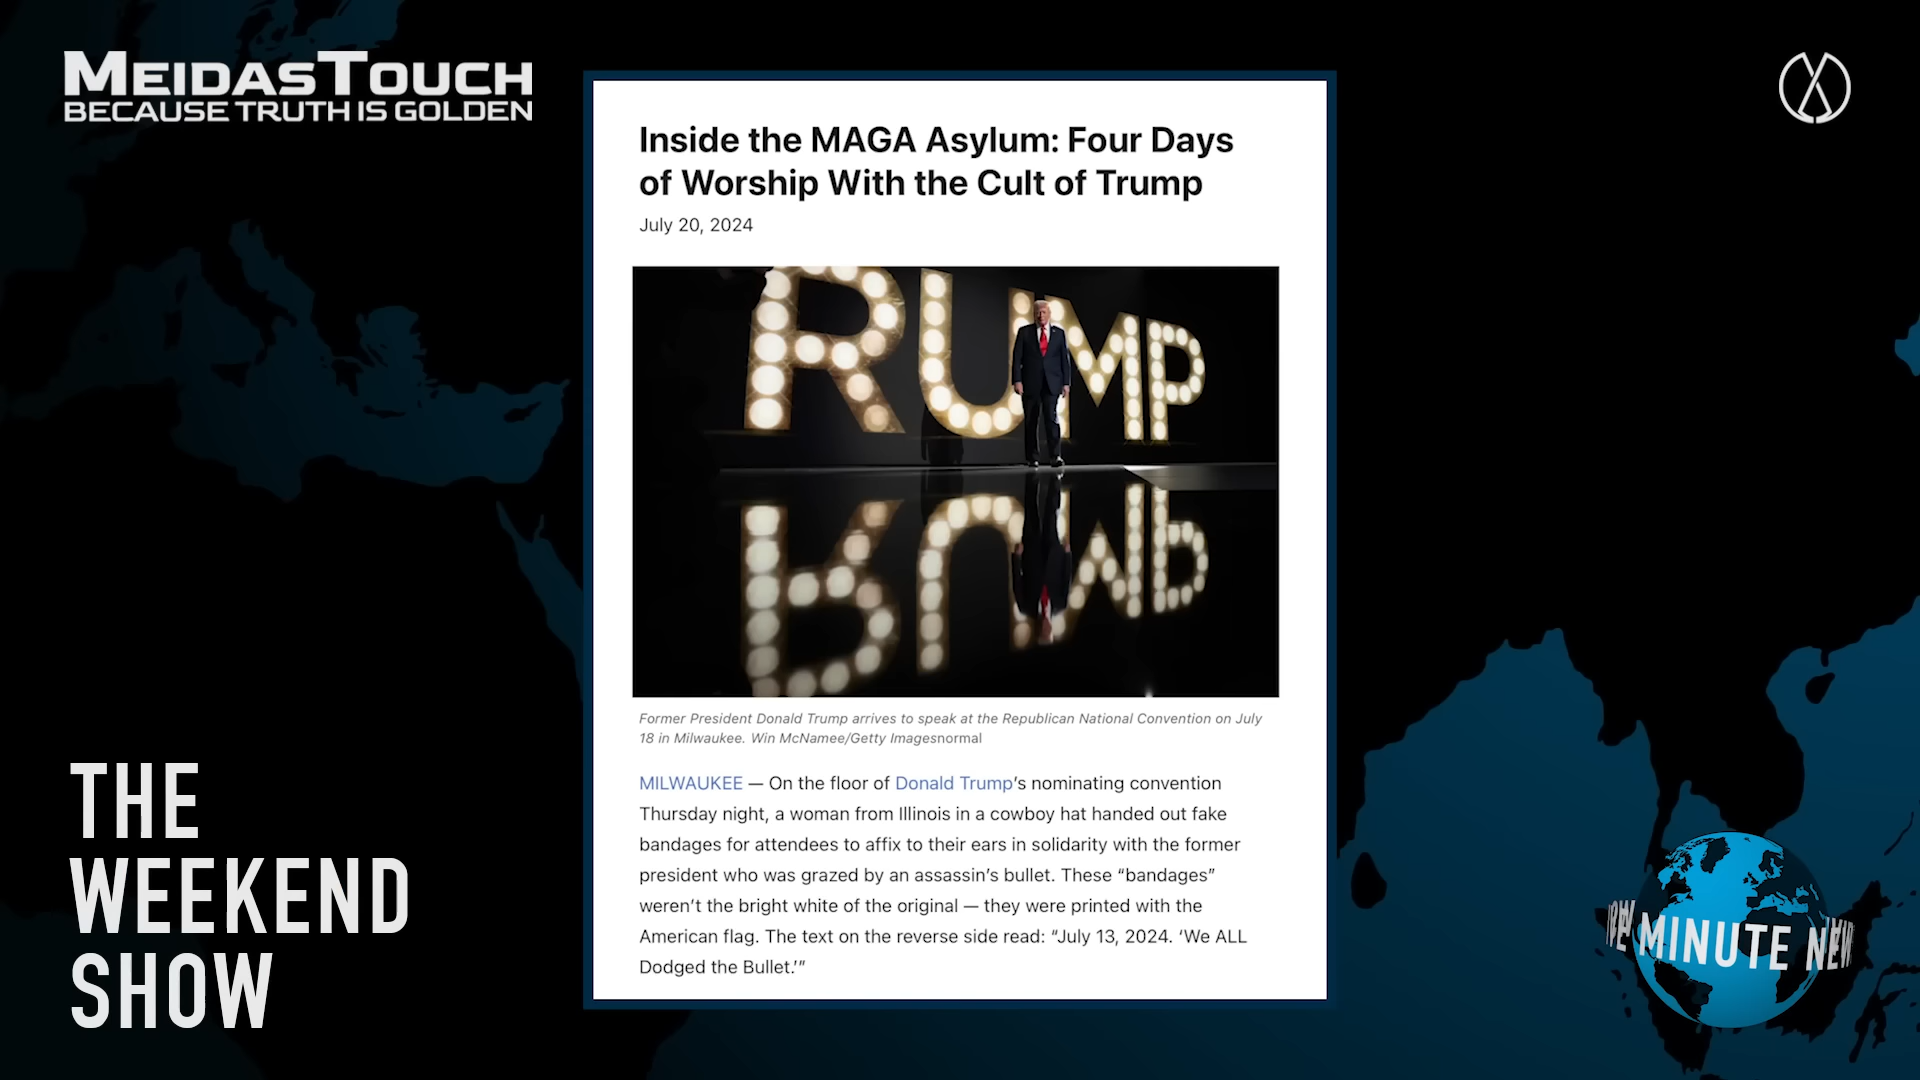 MEIDASTOUCH
BECAUSE TRUTH IS GOLDEN
Inside the MAGA Asylum: Four Days
of Worship With the Cult of Trump
July 20, 2024
RUMP
Former President Donald Trump arrives to speak at the Republican National Convention on July
18 in Milwaukee. Win McNamee/Getty Imagesnormal
MILWAUKEE — On the floor of Donald Trump’s nominating convention
Thursday night, a woman from Illinois in a cowboy hat handed out fake
bandages for attendees to affix to their ears in solidarity with the former
president who was grazed by an assassin’s bullet. These “bandages”
weren’t the bright white of the original — they were printed with the
American flag. The text on the reverse side read: “July 13, 2024. ‘We ALL
Dodged the Bullet.’”
THE
WEEKEND
SHOW
MINUTE